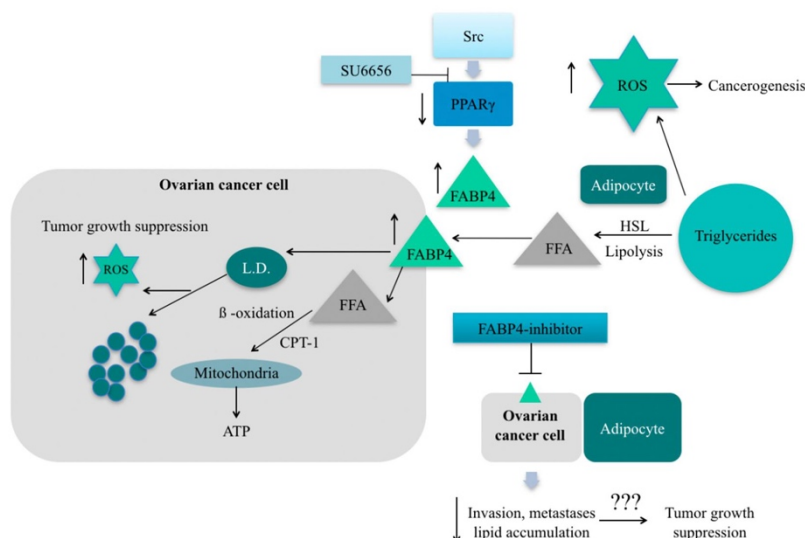 Src
SU6656
PPARγ
ROS
Cancerogenesis
FABP4
Adipocyte
Triglycerides
HSL
Lipolysis
FFA
Ovarian cancer cell
Tumor growth suppression
ROS
L.D.
FABP4
FFA
ß -oxidation
CPT-1
Mitochondria
ATP
FABP4-inhibitor
Ovarian
cancer cell
Adipocyte
Invasion, metastases
lipid accumulation
???
Tumor growth
suppression